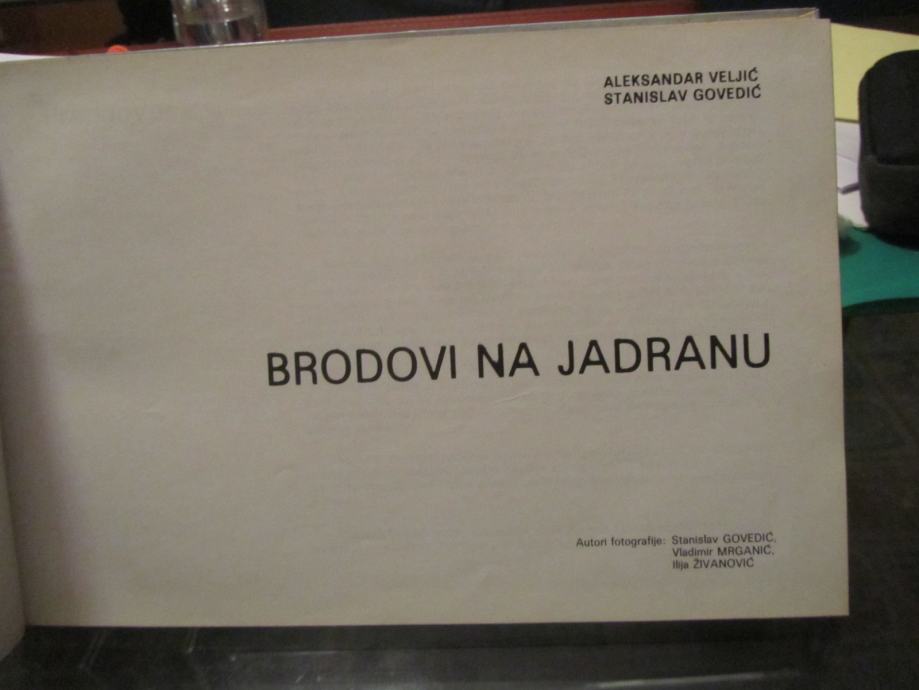 ALEKSANDAR VELJIĆ
STANISLAV GOVEDIĆ
BRODOVI NA JADRANU
Autori fotografije: Stanislav GOVEDIĆ,
Vladimir MRGANIĆ,
Ilija ŽIVANOVIĆ